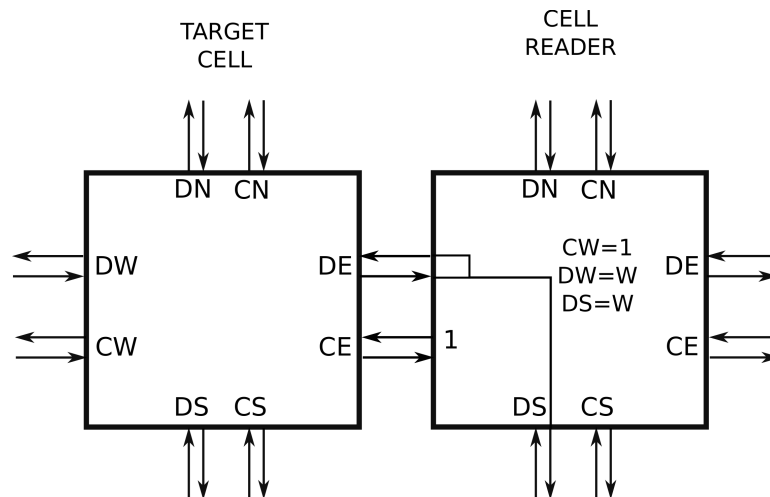 TARGET
CELL
CELL
READER
DN CN
DN CN
DW
DE
CW=1
DW=W
DS=W
DE
CW
CE
1
CE
DS CS
DS CS